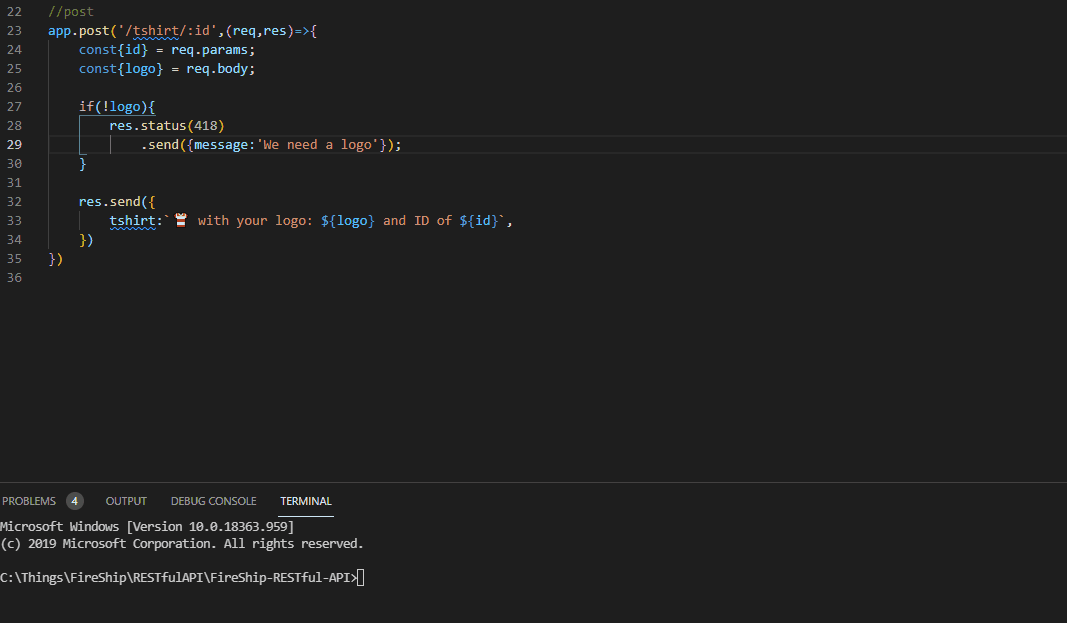 22 //post
23 app.post('/tshirt/:id',(req,res)=>{
24 const{id} = req.params;
25 const{logo} = req.body;
26
27 if(!logo){
28 res.status(418)
29 .send({message:'We need a logo'});
30 }
31
32 res.send({
33 tshirt:`👕 with your logo: ${logo} and ID of ${id}`,
34 })
35 })
36
PROBLEMS 4 OUTPUT DEBUG CONSOLE TERMINAL
Microsoft Windows [Version 10.0.18363.959]
(c) 2019 Microsoft Corporation. All rights reserved.
C:\Things\FireShip\RESTfulAPI\FireShip-RESTful-API>